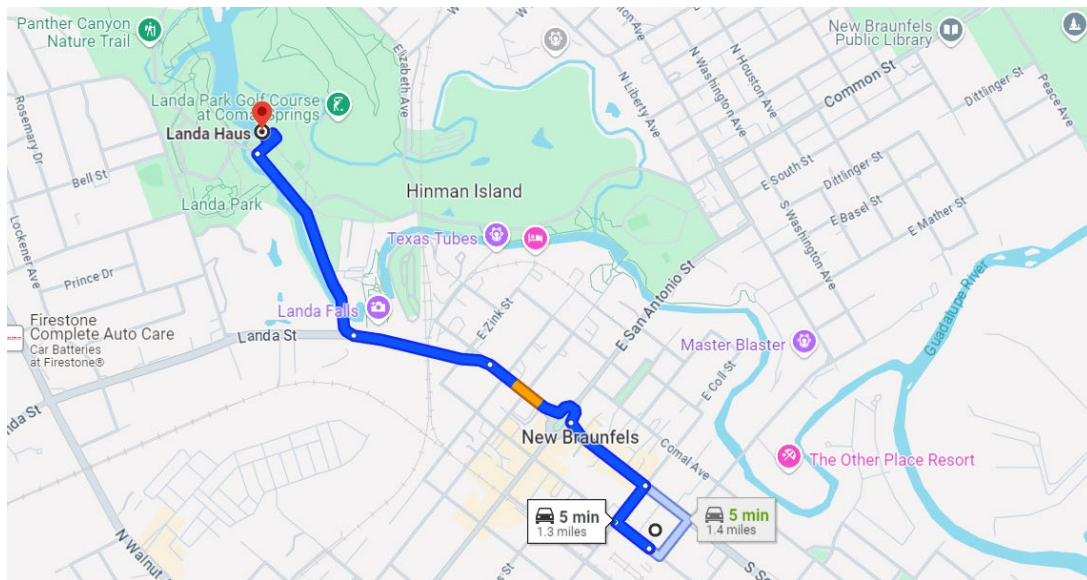 Panther Canyon
Nature Trail
Elizabeth Ave
New Braunfels
Public Library
Common St
Dittlinger St
Peace Ave
N Houston Ave
N Washington Ave
N Liberty Ave
Rosemary Dr
Landa Park Golf Course
at Comal Springs
Landa Haus
Bell St
Landa Park
Hinman Island
E South St
Dittlinger St
E Basel St
E Mather St
S Washington Ave
Lockener Ave
Prince Dr
Texas Tubes
E San Antonio St
Guadalupe River
Landa Falls
E Zink St
Firestone
Complete Auto Care
Car Batteries
at Firestone®
Landa St
Master Blaster
E Coll St
New Braunfels
Comal Ave
The Other Place Resort
5 min
1.3 miles
5 min
1.4 miles
N Walnut